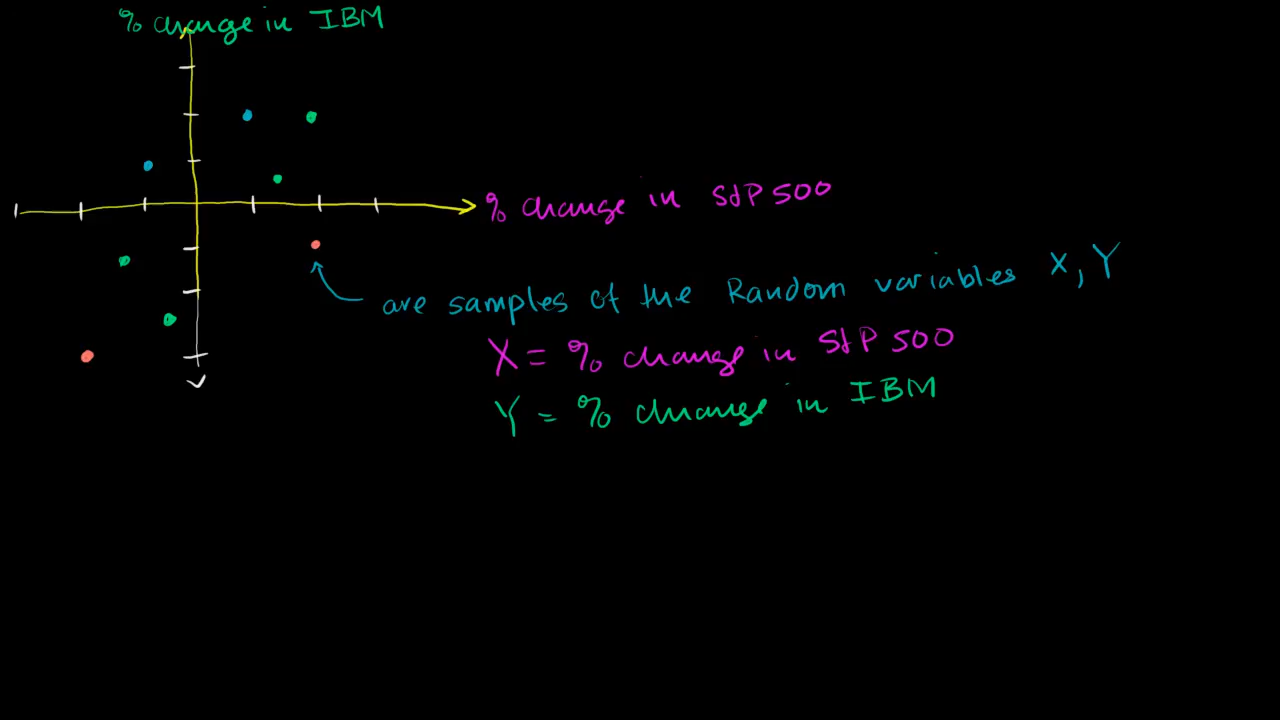 % change in IBM
% change in S&P 500
are samples of the Random variables X, Y
X = % change in S&P 500
Y = % change in IBM